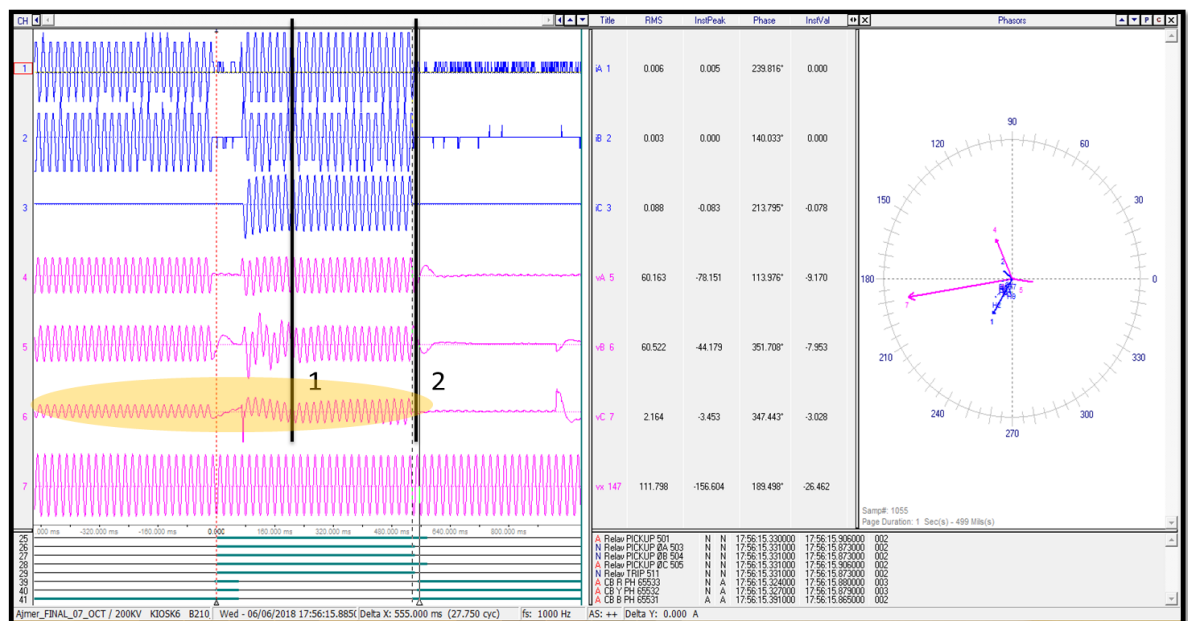 CH Title RMS InstPeak Phase InstVal Phasors P C
1 iA 1 0.006 0.005 239.816° 0.000
2 iB 2 0.003 0.000 140.033° 0.000
3 iC 3 0.088 -0.083 213.795° -0.078
4 vA 5 60.163 -78.151 113.976° -9.170
5 vB 6 60.522 -44.179 351.708° -7.953
1 2
6 vC 7 2.164 -3.453 347.443° -3.028
7 vx 147 111.798 -156.604 189.498° -26.462
90
120 60
150 30
180 0
210 330
240 300
270
4
7
5
1
Samp#: 1055
Page Duration: 1 Sec(s) - 499 Mils(s)
.000 ms -320.000 ms -160.000 ms 0.000 160.000 ms 320.000 ms 480.000 ms 640.000 ms 800.000 ms
25
26
27
28
29
39
40
41
A Relay PICKUP 501 N N 17:56:15.330000 17:56:15.906000 002
N Relay PICKUP ØA 503 N N 17:56:15.331000 17:56:15.873000 002
N Relay PICKUP ØB 504 N N 17:56:15.331000 17:56:15.873000 002
A Relay PICKUP ØC 505 N N 17:56:15.331000 17:56:15.906000 002
N Relay TRIP 511 N N 17:56:15.331000 17:56:15.873000 002
A CB R PH 65533 N A 17:56:15.324000 17:56:15.880000 003
A CB Y PH 65532 N A 17:56:15.327000 17:56:15.879000 003
A CB B PH 65531 A A 17:56:15.391000 17:56:15.865000 002
Ajmer_FINAL_07_OCT / 200KV KIOSK6 B210 Wed - 06/06/2018 17:56:15.885 Delta X: 555.000 ms (27.750 cyc) fs: 1000 Hz AS: ++ Delta Y: 0.000 A